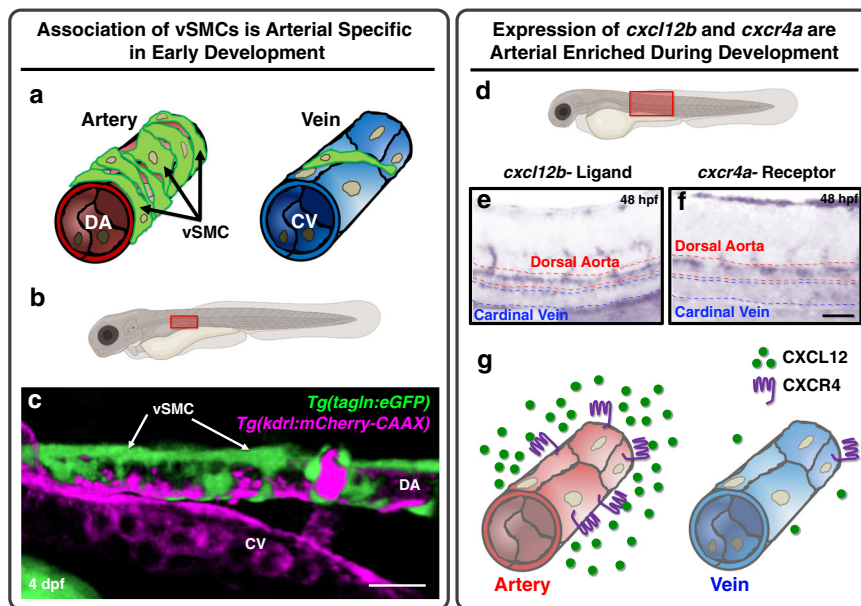 Association of vSMCs is Arterial Specific
in Early Development
a
Artery
Vein
DA
vSMC
CV
b
c
vSMC
Tg(tagln:eGFP)
Tg(kdrl:mCherry-CAAX)
DA
CV
4 dpf
Expression of cxcl12b and cxcr4a are
Arterial Enriched During Development
d
cxcl12b- Ligand
cxcr4a- Receptor
e
48 hpf
Dorsal Aorta
Cardinal Vein
f
48 hpf
Dorsal Aorta
Cardinal Vein
g
CXCL12
CXCR4
Artery
Vein